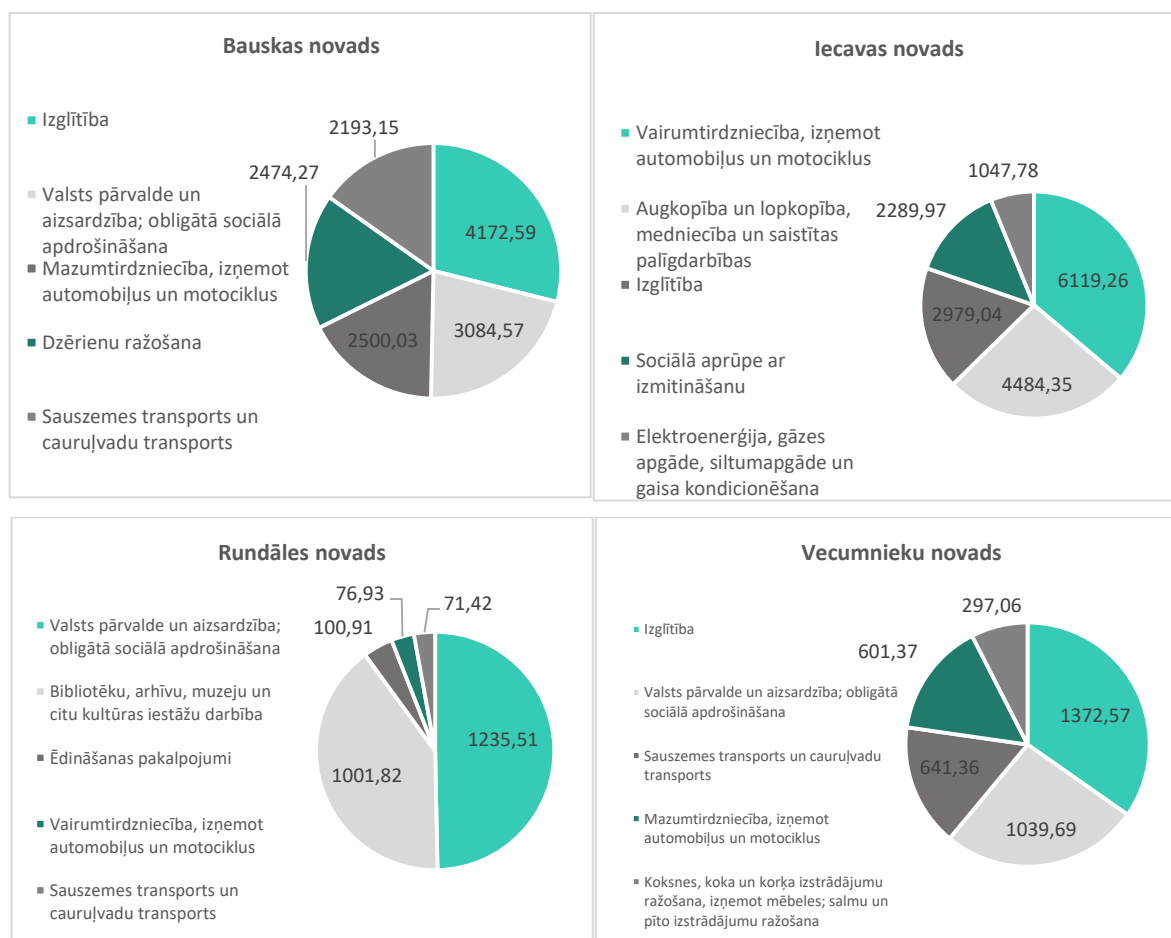 Bauskas novads
Izglītība
Valsts pārvalde un
aizsardzība; obligātā sociālā
apdrošināšana
Mazumtirdzniecība, izņemot
automobiļus un motociklus
Dzērienu ražošana
Sauszemes transports un
cauruļvadu transports
2193,15
2474,27
4172,59
2500,03
3084,57
Iecavas novads
Vairumtirdzniecība, izņemot
automobiļus un motociklus
Augkopība un lopkopība,
medniecība un saistītas
palīgdarbības
Izglītība
Sociālā aprūpe ar
izmitināšanu
Elektroenerģija, gāzes
apgāde, siltumapgāde un
gaisa kondicionēšana
1047,78
2289,97
6119,26
2979,04
4484,35
Rundāles novads
Valsts pārvalde un aizsardzība;
obligātā sociālā apdrošināšana
Bibliotēku, arhīvu, muzeju un
citu kultūras iestāžu darbība
Ēdināšanas pakalpojumi
Vairumtirdzniecība, izņemot
automobiļus un motociklus
Sauszemes transports un
cauruļvadu transports
76,93
71,42
100,91
1235,51
1001,82
Vecumnieku novads
Izglītība
Valsts pārvalde un aizsardzība; obligātā
sociālā apdrošināšana
Sauszemes transports un cauruļvadu
transports
Mazumtirdzniecība, izņemot
automobiļus un motociklus
Koksnes, koka un korķa izstrādājumu
ražošana, izņemot mēbeles; salmu un
pīto izstrādājumu ražošana
297,06
601,37
1372,57
641,36
1039,69